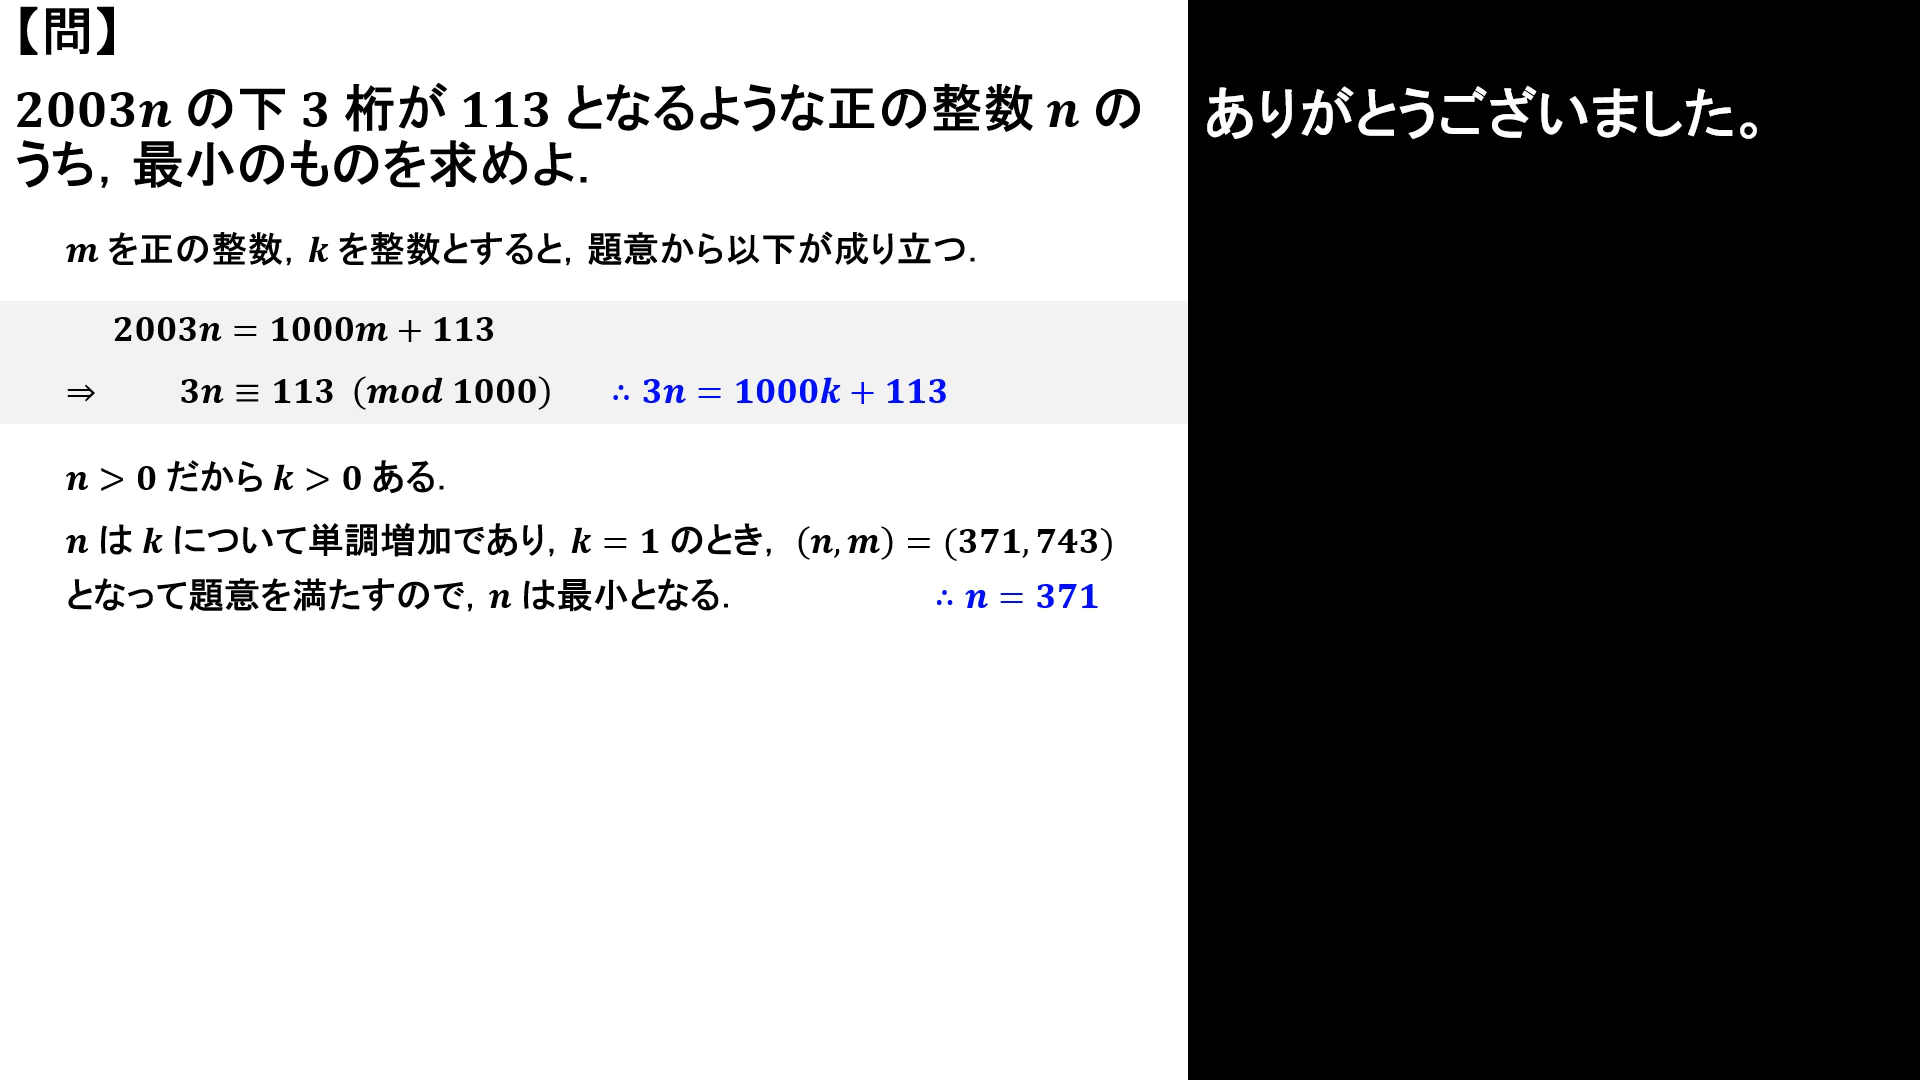 【問】
2003n の下 3 桁が 113 となるような正の整数 n の
うち, 最小のものを求めよ.
m を正の整数, k を整数とすると, 題意から以下が成り立つ.
2003n = 1000m + 113
⇒ 3n ≡ 113 (mod 1000) ∴ 3n = 1000k + 113
n > 0 だから k > 0 ある.
n は k について単調増加であり, k = 1 のとき, (n, m) = (371, 743)
となって題意を満たすので, n は最小となる. ∴ n = 371
ありがとうございました。